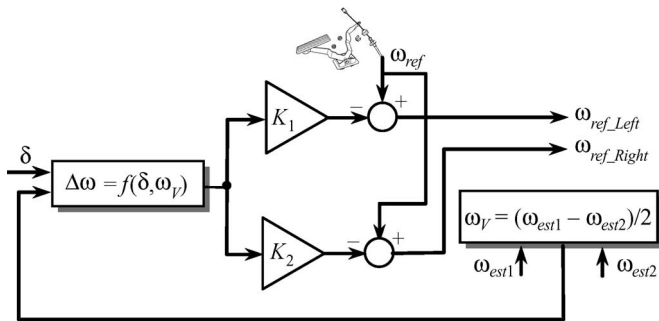 ω_ref
K_1
− +
ω_ref_Left
ω_ref_Right
δ
Δω = f(δ,ω_V)
ω_V = (ω_est1 − ω_est2)/2
K_2
− +
ω_est1
ω_est2